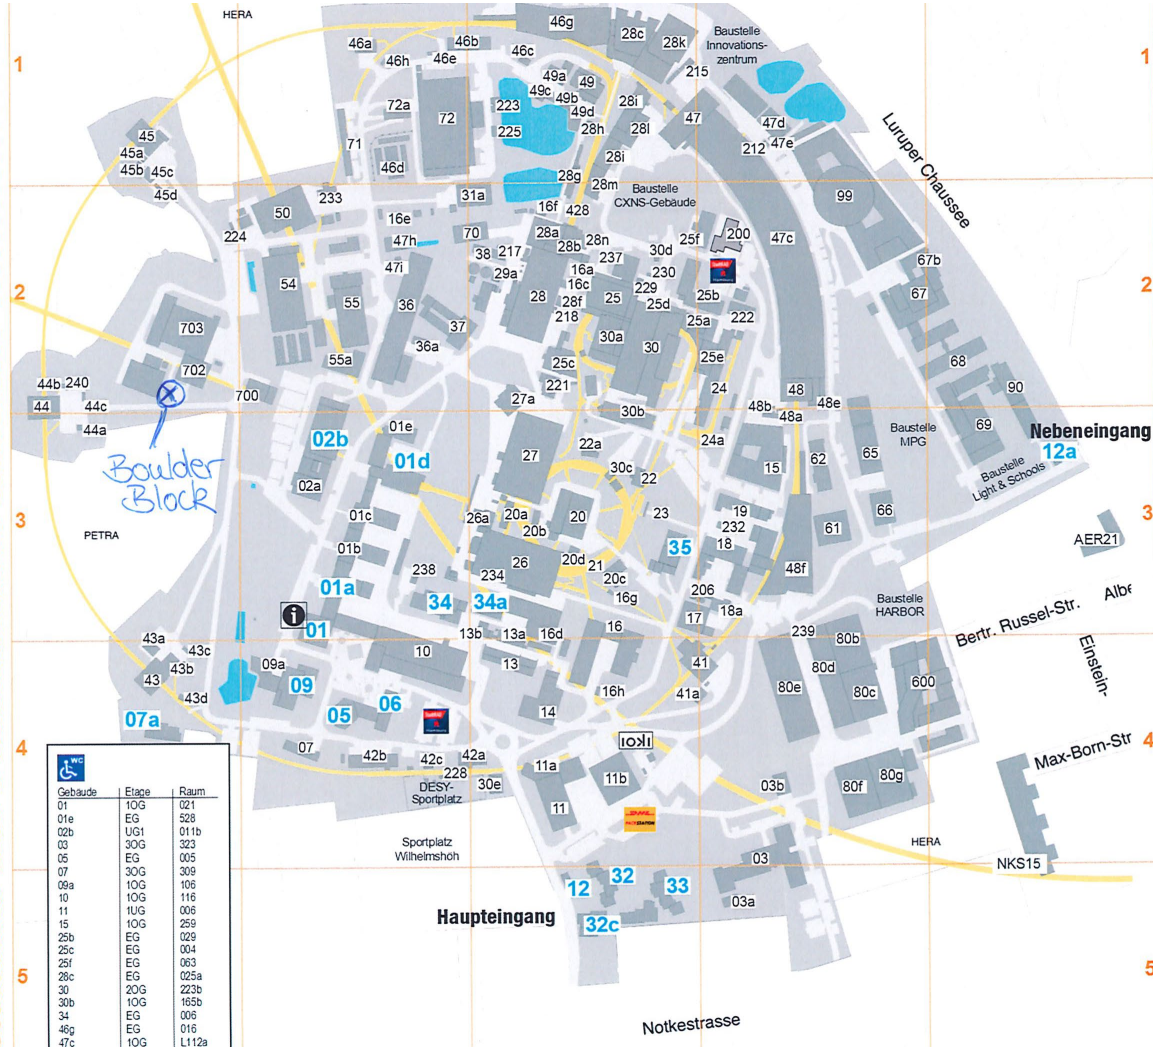 HERA
46g
28c
28k
Baustelle
Innovations-
zentrum
1
46a
46b
46h
46e
46c
215
1
49a
49
49c
49b
49d
28i
72a
72
223
225
28h
28l
47
47d
212
47e
Luruper Chaussee
45
45a
45b
45c
45d
71
46d
28i
28g
28m
Baustelle
CXNS-Gebäude
99
50
233
31a
16e
16f
428
224
47h
70
28a
28n
28b
30d
25f
200
47c
67b
38
217
237
47i
29a
16a
230
16c
229
2
54
55
36
28
28f
25
25d
25b
67
2
218
25a
222
703
37
30a
30
36a
55a
25c
25e
68
702
44b
240
221
24
48
90
700
27a
44
44c
48b
48e
30b
48a
44a
01e
69
Baustelle
MPG
Nebeneingang
12a
Boulder
Block
02b
01d
27
22a
24a
15
62
65
30c
22
Baustelle
Light & Schools
02a
3
01c
26a
20a
20b
20
23
19
232
61
66
3
PETRA
01b
35
18
AER21
238
234
26
20d
21
20c
48f
01a
34
34a
16g
206
Baustelle
HARBOR
Bertr. Russel-Str.
Albe
Einstein-
17
18a
01
13b
13a
16d
16
239
80b
43a
43c
09a
10
13
41
80d
43
43b
09
16h
41a
80e
80c
600
43d
07a
05
06
14
IKOI
07
42b
42c
42a
4
228
11a
11b
Max-Born-Str
4
DESY-
Sportplatz
30e
03b
80f
80g
11
WC
Gebaude Etage Raum
01 1OG 021
01e EG 528
02b UG1 011b
03 3OG 323
05 EG 005
07 3OG 309
09a 1OG 106
10 1OG 116
11 1UG 006
15 1OG 259
25b EG 029
25c EG 004
25f EG 063
28c EG 025a
30 2OG 223b
30b 1OG 165b
34 EG 006
46g EG 016
47c 1OG L112a
Sportplatz
Wilhelmshöh
HERA
NKS15
03
12
32
33
03a
Haupteingang
32c
5
5
Notkestrasse